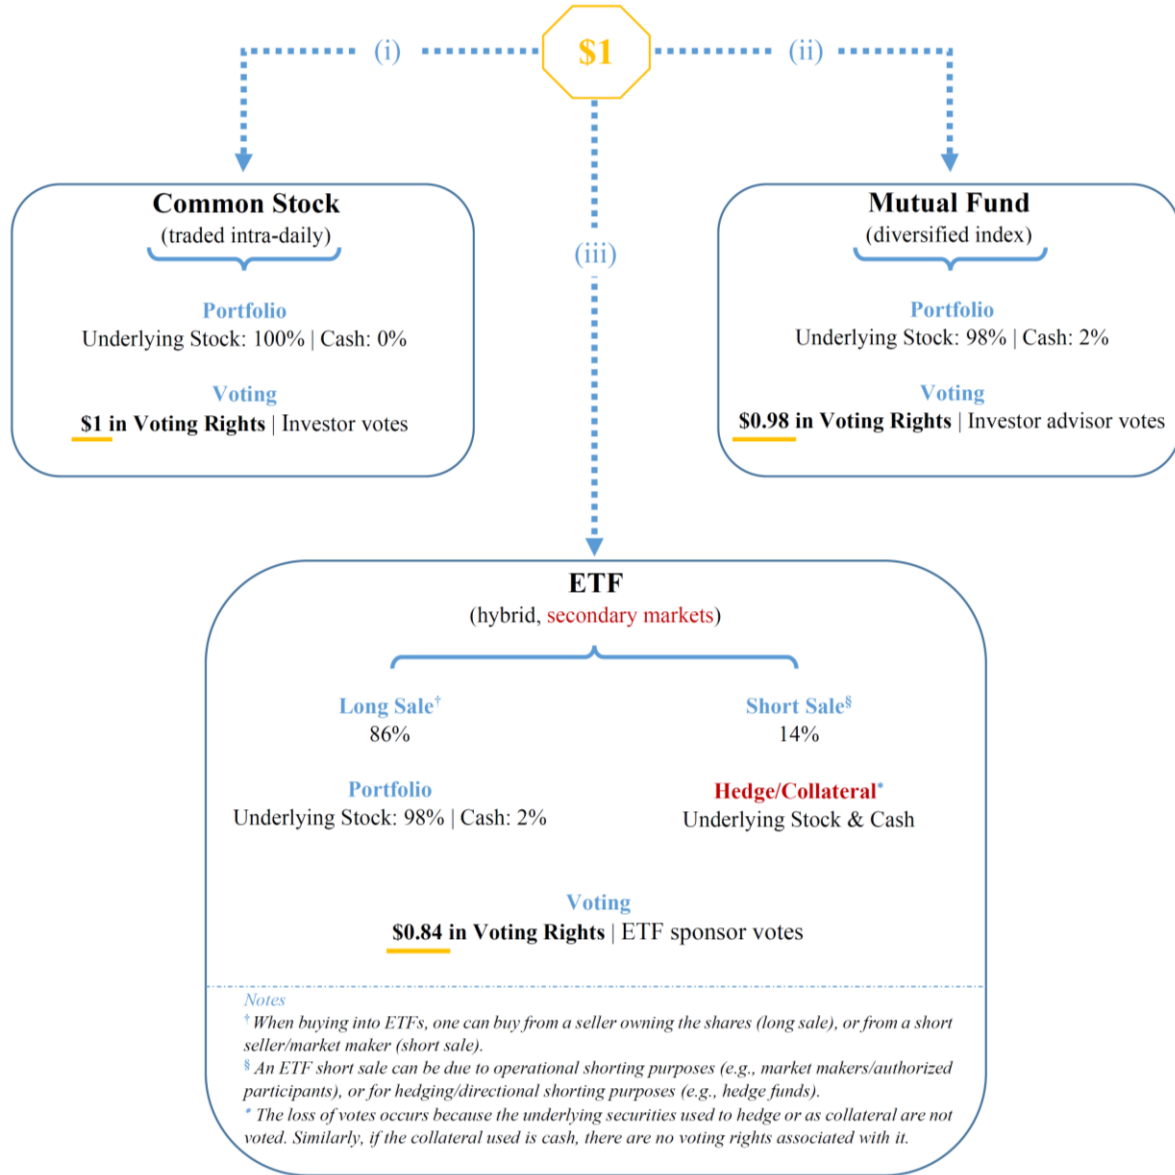 $1
(i)
(ii)
Common Stock
(traded intra-daily)
Portfolio
Underlying Stock: 100% | Cash: 0%
Voting
$1 in Voting Rights | Investor votes
(iii)
Mutual Fund
(diversified index)
Portfolio
Underlying Stock: 98% | Cash: 2%
Voting
$0.98 in Voting Rights | Investor advisor votes
ETF
(hybrid, secondary markets)
Long Sale†
86%
Portfolio
Underlying Stock: 98% | Cash: 2%
Short Sale§
14%
Hedge/Collateral*
Underlying Stock & Cash
Voting
$0.84 in Voting Rights | ETF sponsor votes
Notes
† When buying into ETFs, one can buy from a seller owning the shares (long sale), or from a short
seller/market maker (short sale).
§ An ETF short sale can be due to operational shorting purposes (e.g., market makers/authorized
participants), or for hedging/directional shorting purposes (e.g., hedge funds).
* The loss of votes occurs because the underlying securities used to hedge or as collateral are not
voted. Similarly, if the collateral used is cash, there are no voting rights associated with it.